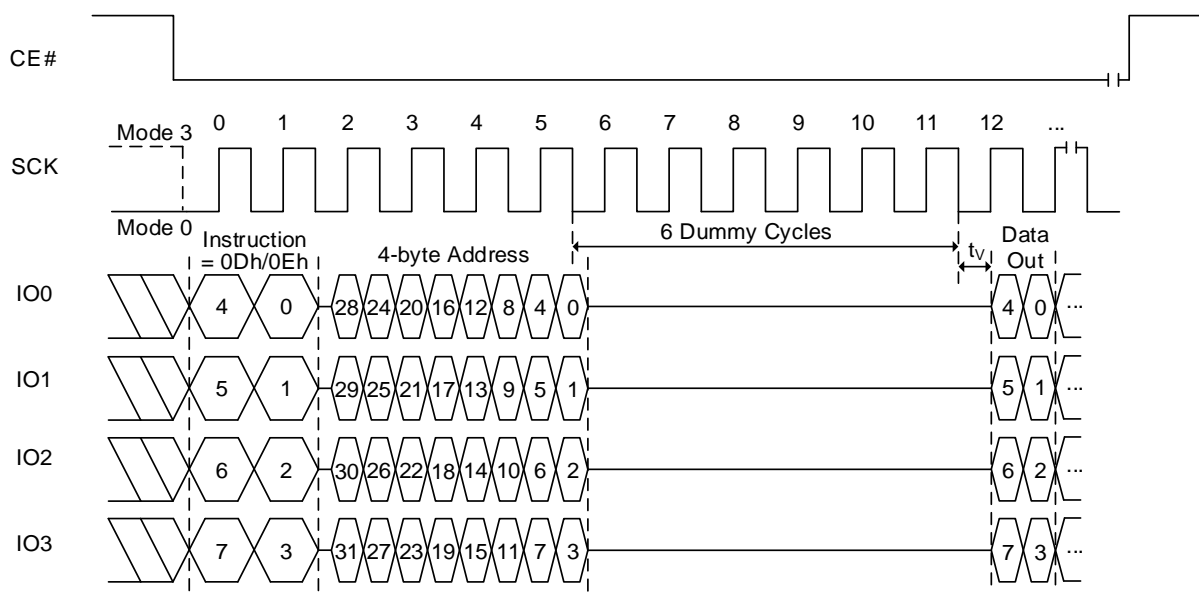 CE#
0 1 2 3 4 5 6 7 8 9 10 11 12 ...
Mode 3
SCK
Mode 0
6 Dummy Cycles
Instruction
= 0Dh/0Eh
4-byte Address
tV
Data
Out
IO0
4 0 28 24 20 16 12 8 4 0 4 0 ...
IO1
5 1 29 25 21 17 13 9 5 1 5 1 ...
IO2
6 2 30 26 22 18 14 10 6 2 6 2 ...
IO3
7 3 31 27 23 19 15 11 7 3 7 3 ...